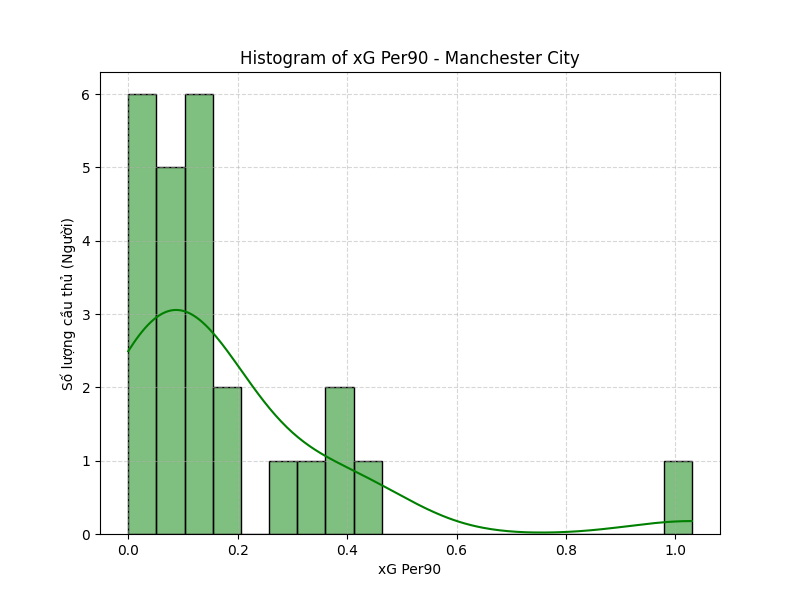 Histogram of xG Per90 - Manchester City
Số lượng cầu thủ (Người)
6
5
4
3
2
1
0
0.0 0.2 0.4 0.6 0.8 1.0
xG Per90